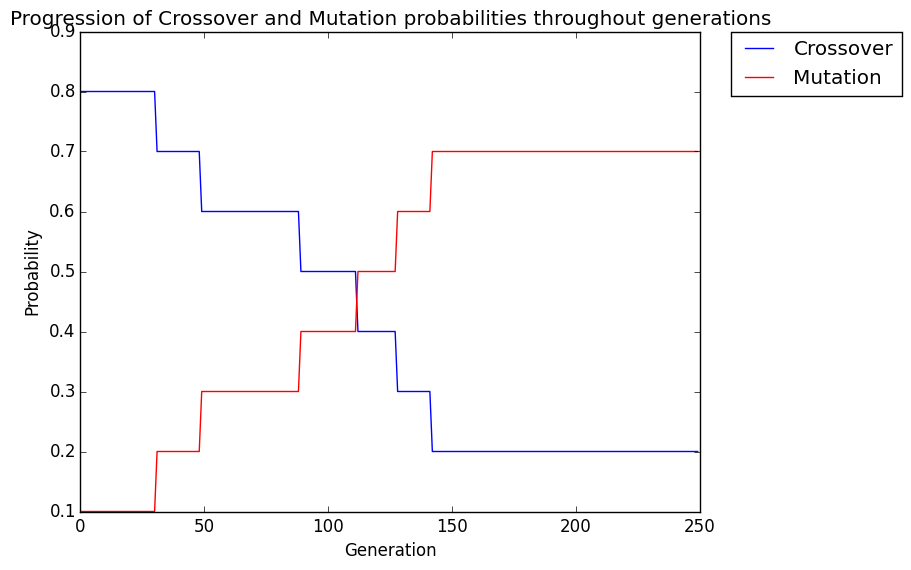 Progression of Crossover and Mutation probabilities throughout generations
Crossover
Mutation
0.9
0.8
0.7
0.6
0.5
0.4
0.3
0.2
0.1
Probability
0 50 100 150 200 250
Generation